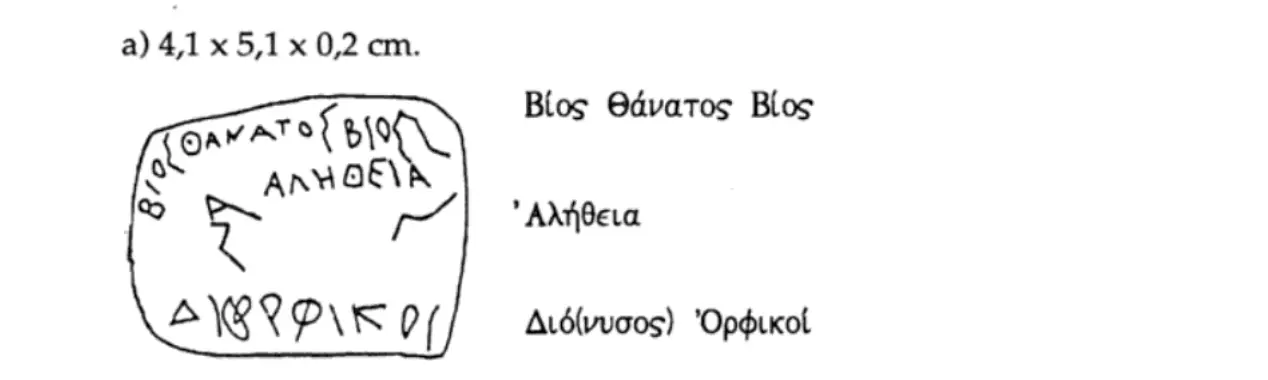 a) 4,1 x 5,1 x 0,2 cm.
ΒΙΟΣ ΘΑΝΑΤΟΣ ΒΙΟΣ
Βίος Θάνατος Βίος
ΑΛΗΘΕΙΑ
Ἀλήθεια
ΔΙΟ ΟΡΦΙΚΟΙ
Διό(νυσος) Ὀρφικοί